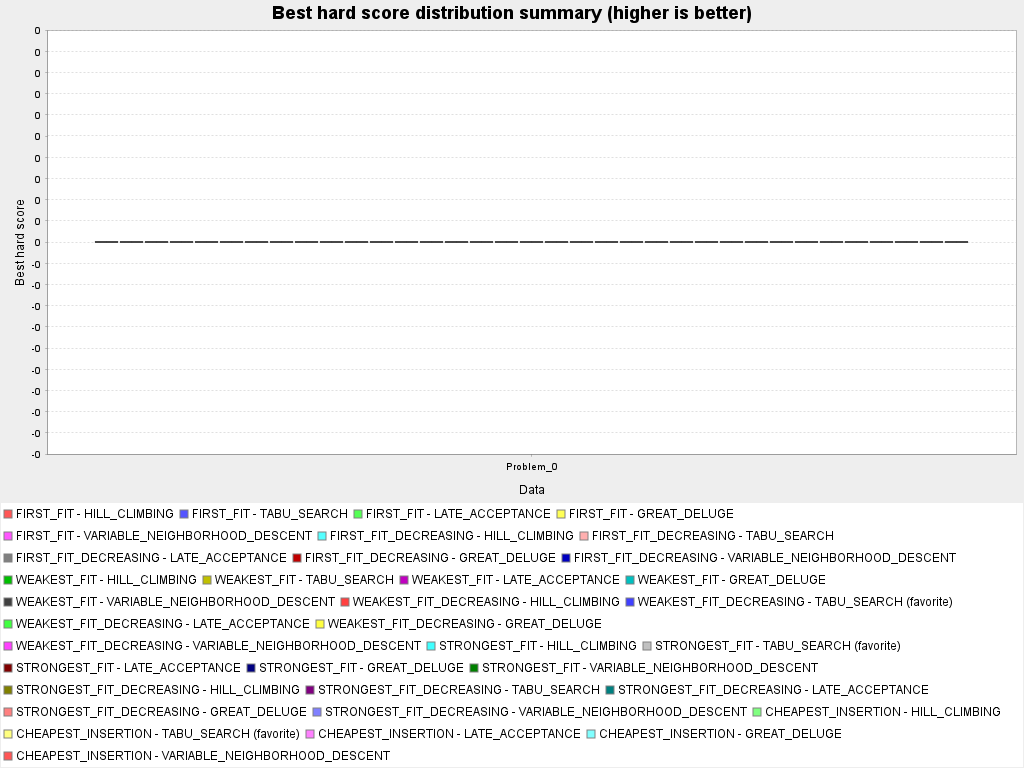 Best hard score distribution summary (higher is better)
0
0
0
0
0
0
0
0
0
0
0
-0
-0
-0
-0
-0
-0
-0
-0
-0
-0
Best hard score
Problem_0
Data
FIRST_FIT - HILL_CLIMBING FIRST_FIT - TABU_SEARCH FIRST_FIT - LATE_ACCEPTANCE FIRST_FIT - GREAT_DELUGE
FIRST_FIT - VARIABLE_NEIGHBORHOOD_DESCENT FIRST_FIT_DECREASING - HILL_CLIMBING FIRST_FIT_DECREASING - TABU_SEARCH
FIRST_FIT_DECREASING - LATE_ACCEPTANCE FIRST_FIT_DECREASING - GREAT_DELUGE FIRST_FIT_DECREASING - VARIABLE_NEIGHBORHOOD_DESCENT
WEAKEST_FIT - HILL_CLIMBING WEAKEST_FIT - TABU_SEARCH WEAKEST_FIT - LATE_ACCEPTANCE WEAKEST_FIT - GREAT_DELUGE
WEAKEST_FIT - VARIABLE_NEIGHBORHOOD_DESCENT WEAKEST_FIT_DECREASING - HILL_CLIMBING WEAKEST_FIT_DECREASING - TABU_SEARCH (favorite)
WEAKEST_FIT_DECREASING - LATE_ACCEPTANCE WEAKEST_FIT_DECREASING - GREAT_DELUGE
WEAKEST_FIT_DECREASING - VARIABLE_NEIGHBORHOOD_DESCENT STRONGEST_FIT - HILL_CLIMBING STRONGEST_FIT - TABU_SEARCH (favorite)
STRONGEST_FIT - LATE_ACCEPTANCE STRONGEST_FIT - GREAT_DELUGE STRONGEST_FIT - VARIABLE_NEIGHBORHOOD_DESCENT
STRONGEST_FIT_DECREASING - HILL_CLIMBING STRONGEST_FIT_DECREASING - TABU_SEARCH STRONGEST_FIT_DECREASING - LATE_ACCEPTANCE
STRONGEST_FIT_DECREASING - GREAT_DELUGE STRONGEST_FIT_DECREASING - VARIABLE_NEIGHBORHOOD_DESCENT CHEAPEST_INSERTION - HILL_CLIMBING
CHEAPEST_INSERTION - TABU_SEARCH (favorite) CHEAPEST_INSERTION - LATE_ACCEPTANCE CHEAPEST_INSERTION - GREAT_DELUGE
CHEAPEST_INSERTION - VARIABLE_NEIGHBORHOOD_DESCENT